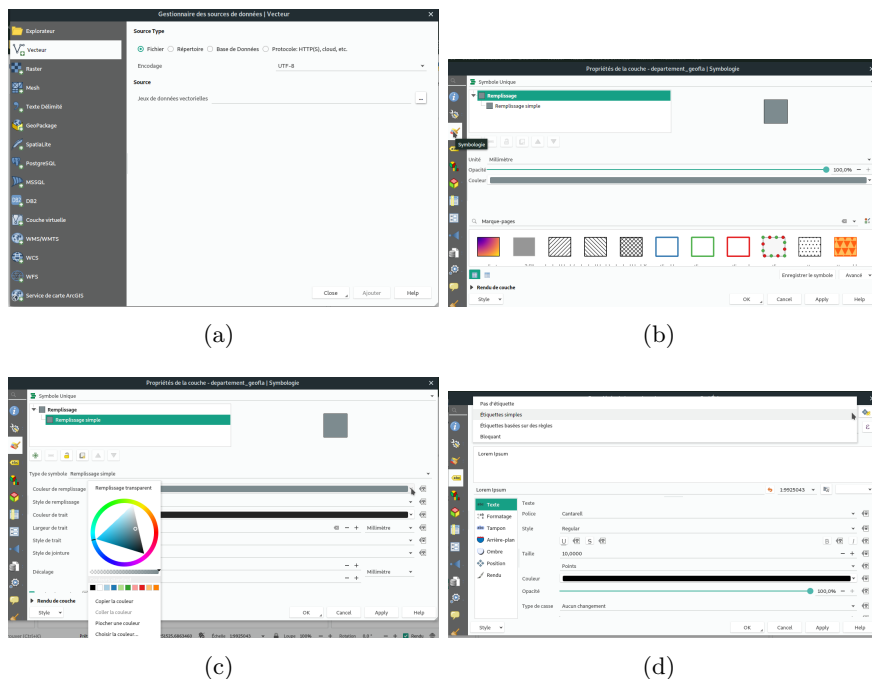 Gestionnaire des sources de données | Vecteur
Explorateur
Vecteur
Raster
Mesh
Texte Délimité
GeoPackage
SpatiaLite
PostgreSQL
MSSQL
DB2
Couche virtuelle
WMS/WMTS
WCS
WFS
Service de carte ArcGIS
Source Type
Fichier Répertoire Base de Données Protocole: HTTP(S), cloud, etc.
Encodage UTF-8
Source
Jeux de données vectorielles ...
Close Ajouter Help
(a)
Propriétés de la couche - departement_geofla | Symbologie
Symbole Unique
Remplissage
Remplissage simple
Symbologie
Unité Millimètre
Opacité 100,0%
Couleur
Marque-pages
Enregistrer le symbole Avancé
Rendu de couche
Style OK Cancel Apply Help
(b)
Propriétés de la couche - departement_geofla | Symbologie
Symbole Unique
Remplissage
Remplissage simple
Type de symbole Remplissage simple
Couleur de remplissage
Style de remplissage
Couleur de trait
Largeur de trait Millimètre
Style de trait
Style de jointure
Décalage Millimètre
Remplissage transparent
Copier la couleur
Coller la couleur
Piocher une couleur
Choisir la couleur...
Rendu de couche
Style OK Cancel Apply Help
Échelle 1:9925043 Loupe 100% Rotation 0,0 ° Rendu
(c)
Pas d'étiquette
Étiquettes simples
Étiquettes basées sur des règles
Bloquant
Lorem Ipsum
Lorem Ipsum 1:9925043
Texte
Formatage
Tampon
Arrière-plan
Ombre
Position
Rendu
Texte
Police Cantarell
Style Regular
U S B I
Taille 10,0000
Points
Couleur
Opacité 100,0%
Type de casse Aucun changement
Style OK Cancel Apply Help
(d)